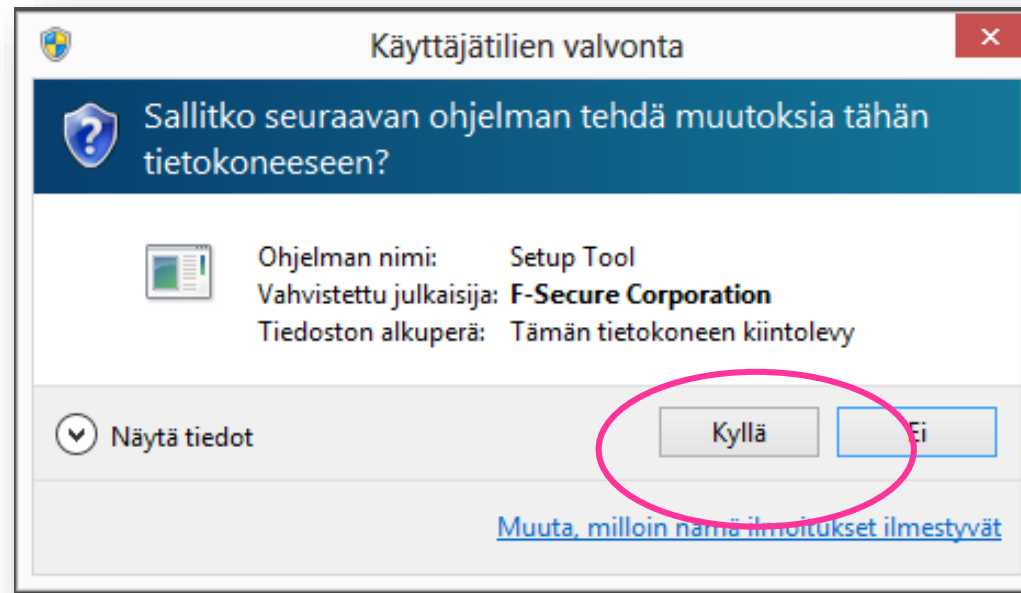 Käyttäjätilien valvonta
Sallitko seuraavan ohjelman tehdä muutoksia tähän
tietokoneeseen?
Ohjelman nimi: Setup Tool
Vahvistettu julkaisija: F-Secure Corporation
Tiedoston alkuperä: Tämän tietokoneen kiintolevy
Näytä tiedot Kyllä Ei
Muuta, milloin nämä ilmoitukset ilmestyvät